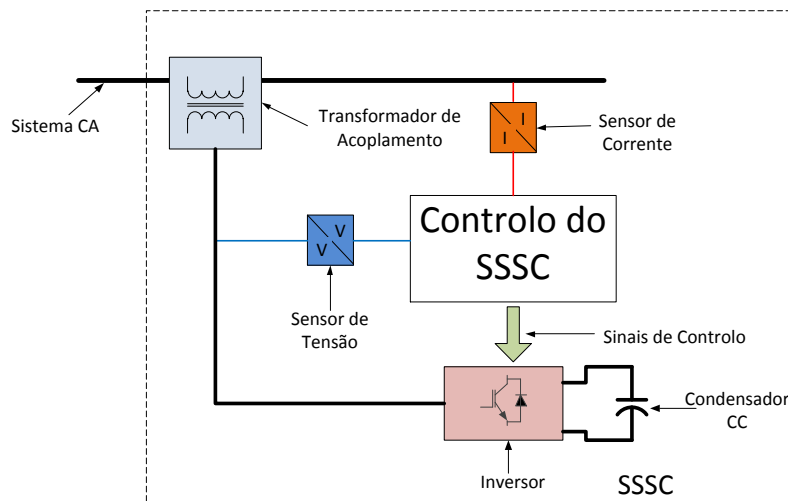 Sistema CA
Transformador de
Acoplamento
I
I
Sensor de
Corrente
Controlo do
SSSC
V
V
Sensor de
Tensão
Sinais de Controlo
Condensador
CC
Inversor
SSSC